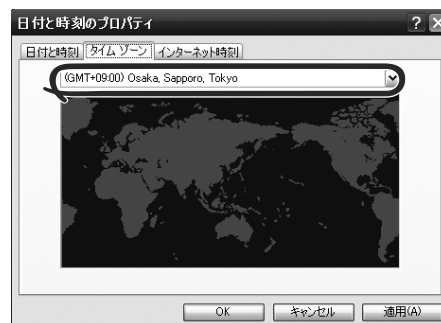 日付と時刻のプロパティ
日付と時刻 タイム ゾーン インターネット時刻
(GMT+09:00) Osaka, Sapporo, Tokyo
OK キャンセル 適用(A)